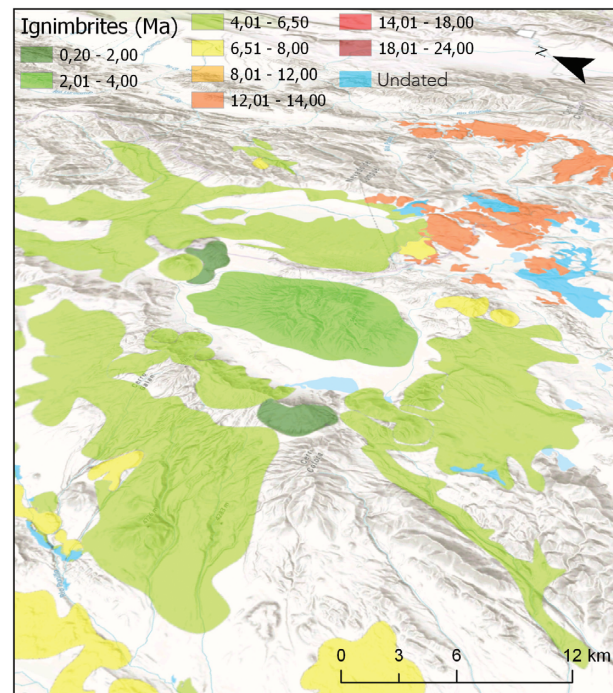 Ignimbrites (Ma)
0,20 - 2,00
2,01 - 4,00
4,01 - 6,50
6,51 - 8,00
8,01 - 12,00
12,01 - 14,00
14,01 - 18,00
18,01 - 24,00
Undated
N
0 3 6 12 km